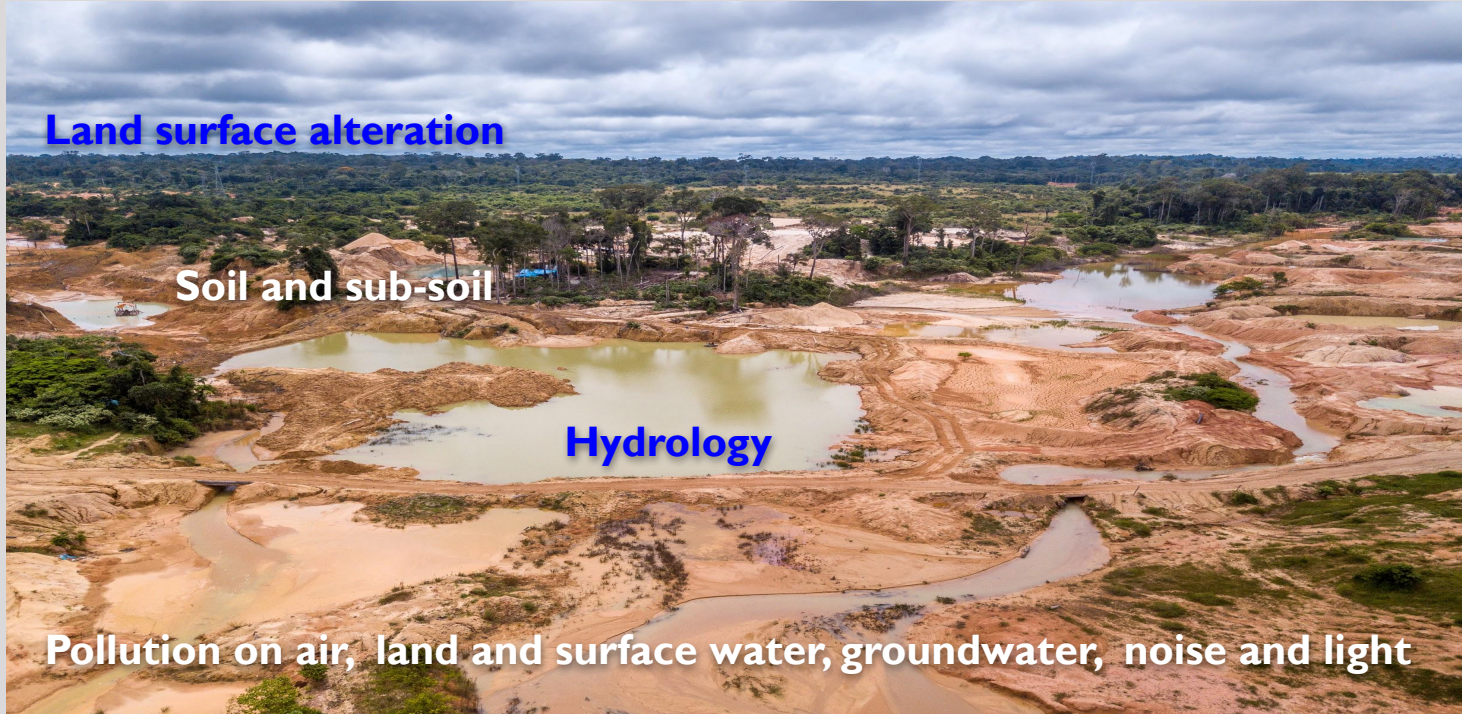 Land surface alteration
Soil and sub-soil
Hydrology
Pollution on air, land and surface water, groundwater, noise and light